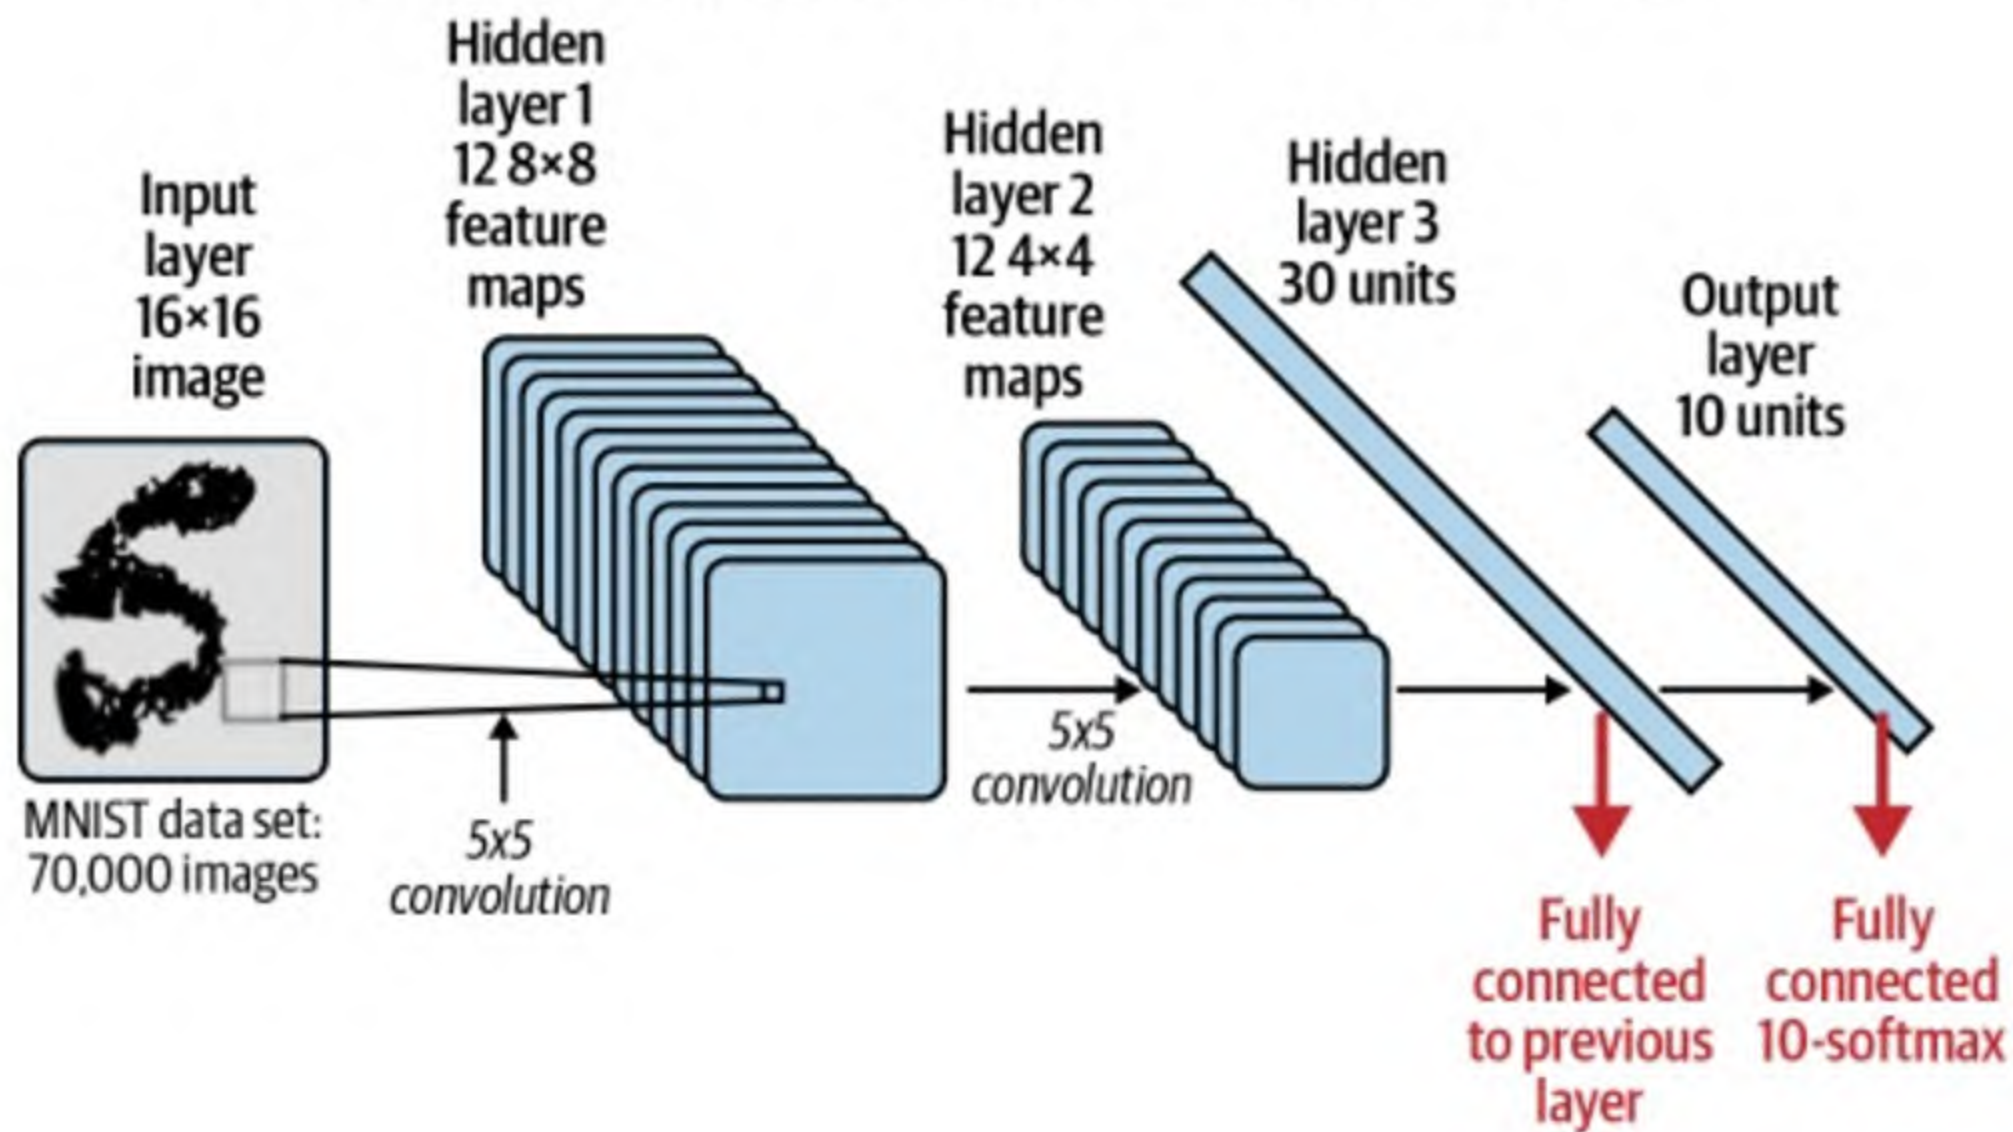 Input
layer
16×16
image
MNIST data set:
70,000 images
Hidden
layer 1
12 8×8
feature
maps
5x5
convolution
Hidden
layer 2
12 4×4
feature
maps
5x5
convolution
Hidden
layer 3
30 units
Fully
connected
to previous
layer
Output
layer
10 units
Fully
connected
10-softmax